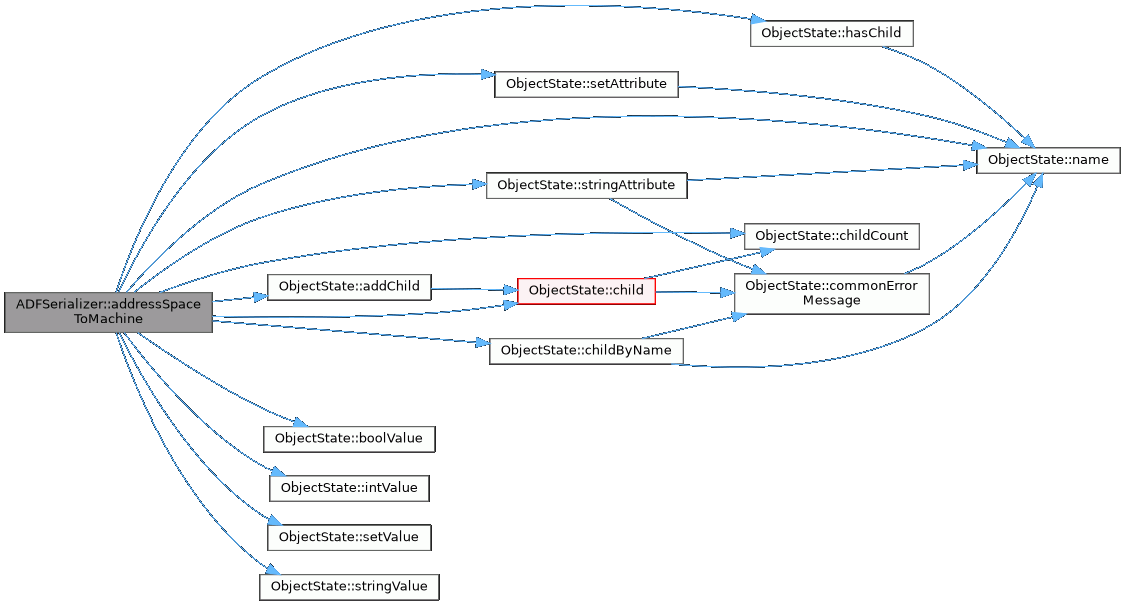 ObjectState::hasChild
ObjectState::setAttribute
ObjectState::name
ObjectState::stringAttribute
ObjectState::childCount
ObjectState::addChild
ObjectState::child
ObjectState::commonError
Message
ADFSerializer::addressSpace
ToMachine
ObjectState::childByName
ObjectState::boolValue
ObjectState::intValue
ObjectState::setValue
ObjectState::stringValue